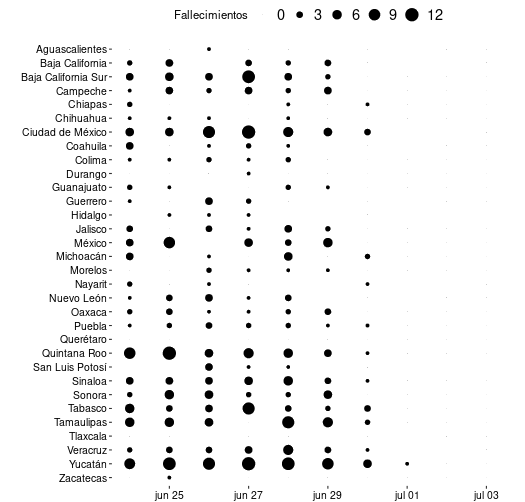 Fallecimientos 0 3 6 9 12
Aguascalientes
Baja California
Baja California Sur
Campeche
Chiapas
Chihuahua
Ciudad de México
Coahuila
Colima
Durango
Guanajuato
Guerrero
Hidalgo
Jalisco
México
Michoacán
Morelos
Nayarit
Nuevo León
Oaxaca
Puebla
Querétaro
Quintana Roo
San Luis Potosí
Sinaloa
Sonora
Tabasco
Tamaulipas
Tlaxcala
Veracruz
Yucatán
Zacatecas
jun 25 jun 27 jun 29 jul 01 jul 03